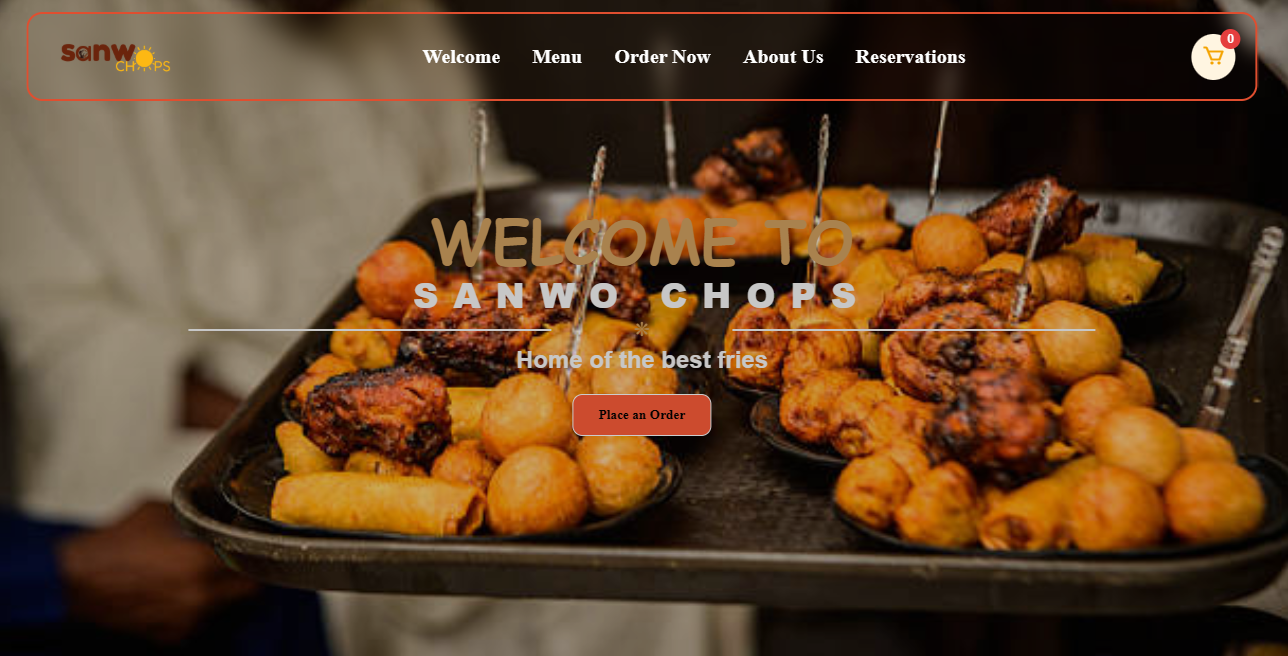 sanwo
CHOPS
Welcome
Menu
Order Now
About Us
Reservations
0
WELCOME TO
SANWO CHOPS
Home of the best fries
Place an Order